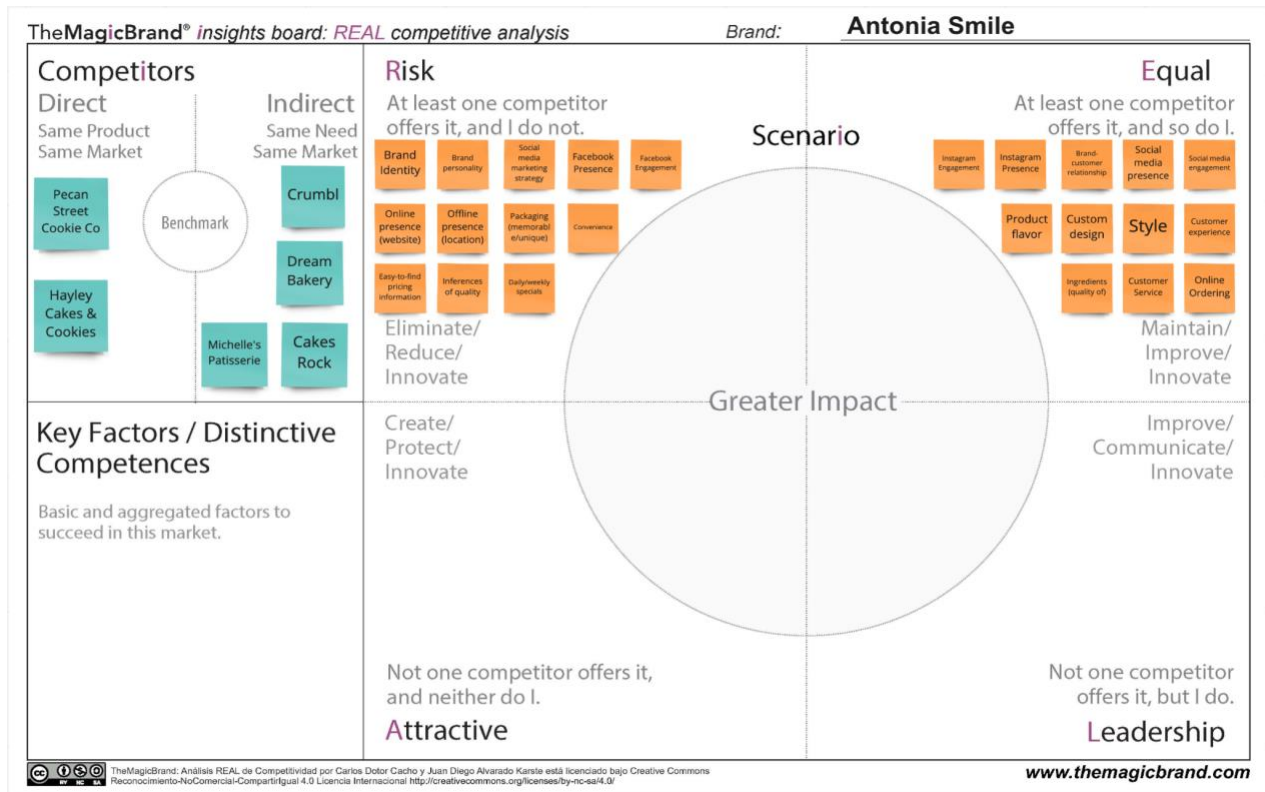 TheMagicBrand® insights board: REAL competitive analysis
Brand: Antonia Smile
Competitors
Direct
Same Product
Same Market
Indirect
Same Need
Same Market
Benchmark
Pecan
Street
Cookie Co
Hayley
Cakes &
Cookies
Crumbl
Dream
Bakery
Michelle's
Patisserie
Cakes
Rock
Risk
At least one competitor
offers it, and I do not.
Brand
Identity
Brand
personality
Social
media
marketing
strategy
Facebook
Presence
Facebook
Engagement
Online
presence
(website)
Offline
presence
(location)
Packaging
(memorabl
e/unique)
Convenience
Easy-to-find
pricing
information
Inferences
of quality
Daily/weekly
specials
Eliminate/
Reduce/
Innovate
Scenario
Equal
At least one competitor
offers it, and so do I.
Instagram
Engagement
Instagram
Presence
Brand-
customer
relationship
Social
media
presence
Social media
engagement
Product
flavor
Custom
design
Style
Customer
experience
Ingredients
(quality of)
Customer
Service
Online
Ordering
Maintain/
Improve/
Innovate
Greater Impact
Key Factors / Distinctive
Competences
Basic and aggregated factors to
succeed in this market.
Create/
Protect/
Innovate
Not one competitor offers it,
and neither do I.
Attractive
Improve/
Communicate/
Innovate
Not one competitor
offers it, but I do.
Leadership
cc BY NC SA
TheMagicBrand: Análisis REAL de Competitividad por Carlos Dotor Cacho y Juan Diego Alvarado Karste está licenciado bajo Creative Commons
Reconocimiento-NoComercial-CompartirIgual 4.0 Licencia Internacional http://creativecommons.org/licenses/by-nc-sa/4.0/
www.themagicbrand.com